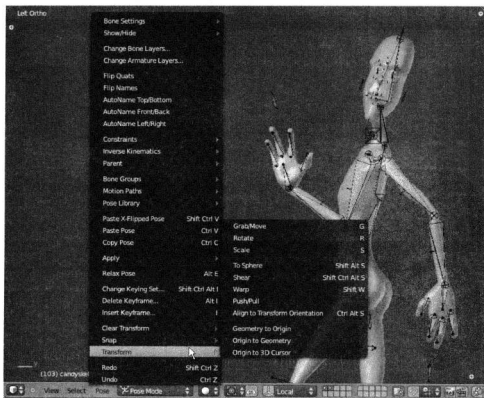 Left Ortho
Bone Settings
Show/Hide
Change Bone Layers...
Change Armature Layers...
Flip Quats
Flip Names
AutoName Top/Bottom
AutoName Front/Back
AutoName Left/Right
Constraints
Inverse Kinematics
Parent
Bone Groups
Motion Paths
Pose Library
Paste X-Flipped Pose Shift Ctrl V
Paste Pose Ctrl V
Copy Pose Ctrl C
Apply
Relax Pose Alt E
Change Keying Set... Shift Ctrl Alt I
Delete Keyframe... Alt I
Insert Keyframe... I
Clear Transform
Snap
Transform
Redo Shift Ctrl Z
Undo Ctrl Z
Grab/Move G
Rotate R
Scale S
To Sphere Shift Alt S
Shear Shift Ctrl Alt S
Warp Shift W
Push/Pull
Align to Transform Orientation Ctrl Alt S
Geometry to Origin
Origin to Geometry
Origin to 3D Cursor
(103)
View Select Pose Pose Mode Local